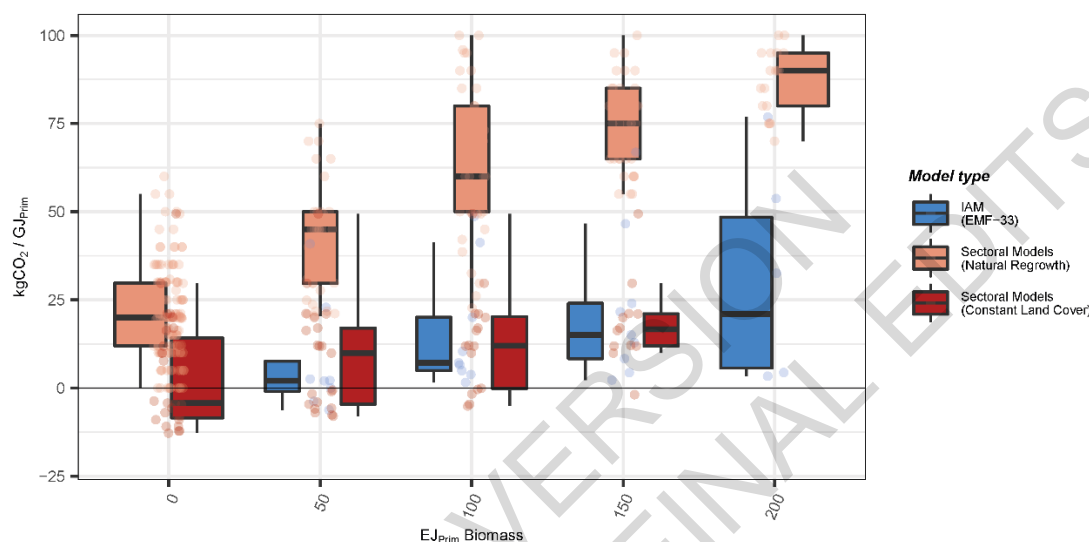 100
75
50
25
0
−25
kgCO2 / GJPrim
0
50
100
150
200
EJPrim Biomass
Model type
IAM
(EMF−33)
Sectoral Models
(Natural Regrowth)
Sectoral Models
(Constant Land Cover)
VERSION
FINAL EDITS